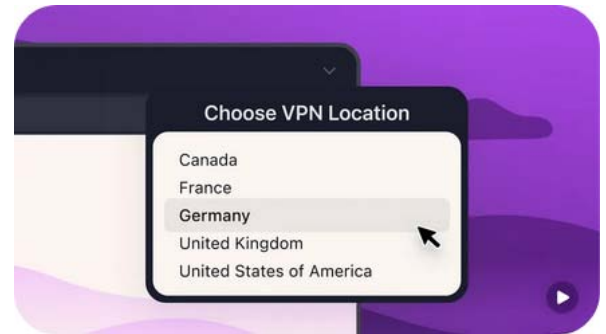 Choose VPN Location
Canada
France
Germany
United Kingdom
United States of America